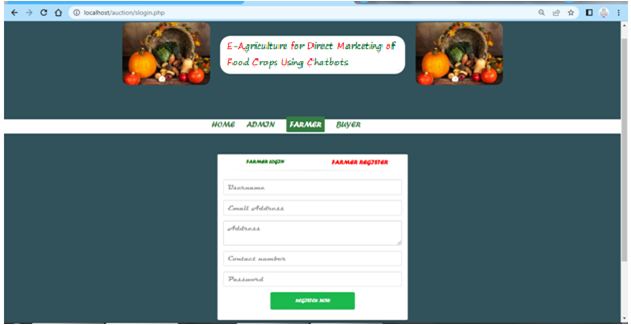 localhost/auction/slogin.php
E-Agriculture for Direct Marketing of
Food Crops Using Chatbots
HOME ADMIN FARMER BUYER
FARMER LOGIN FARMER REGISTER
Username
Email Address
Address
Contact number
Password
REGISTER NOW